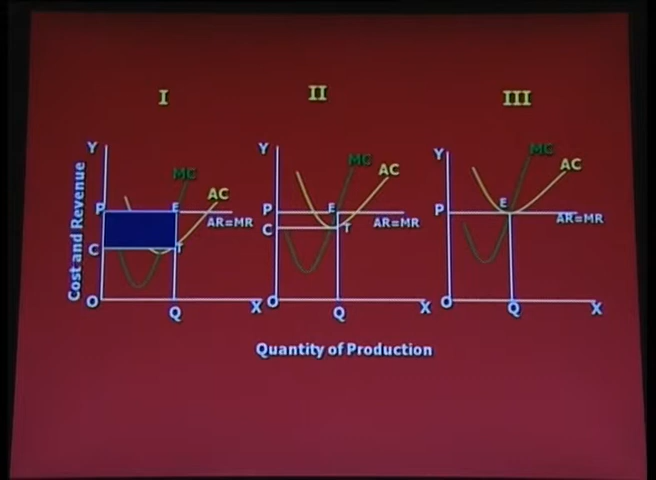 I
II
III
Y
MC
AC
P
E
AR=MR
C
T
O
Q
X
Y
MC
AC
P
E
AR=MR
C
T
O
Q
X
Y
MC
AC
P
E
AR=MR
O
Q
X
Cost and Revenue
Quantity of Production